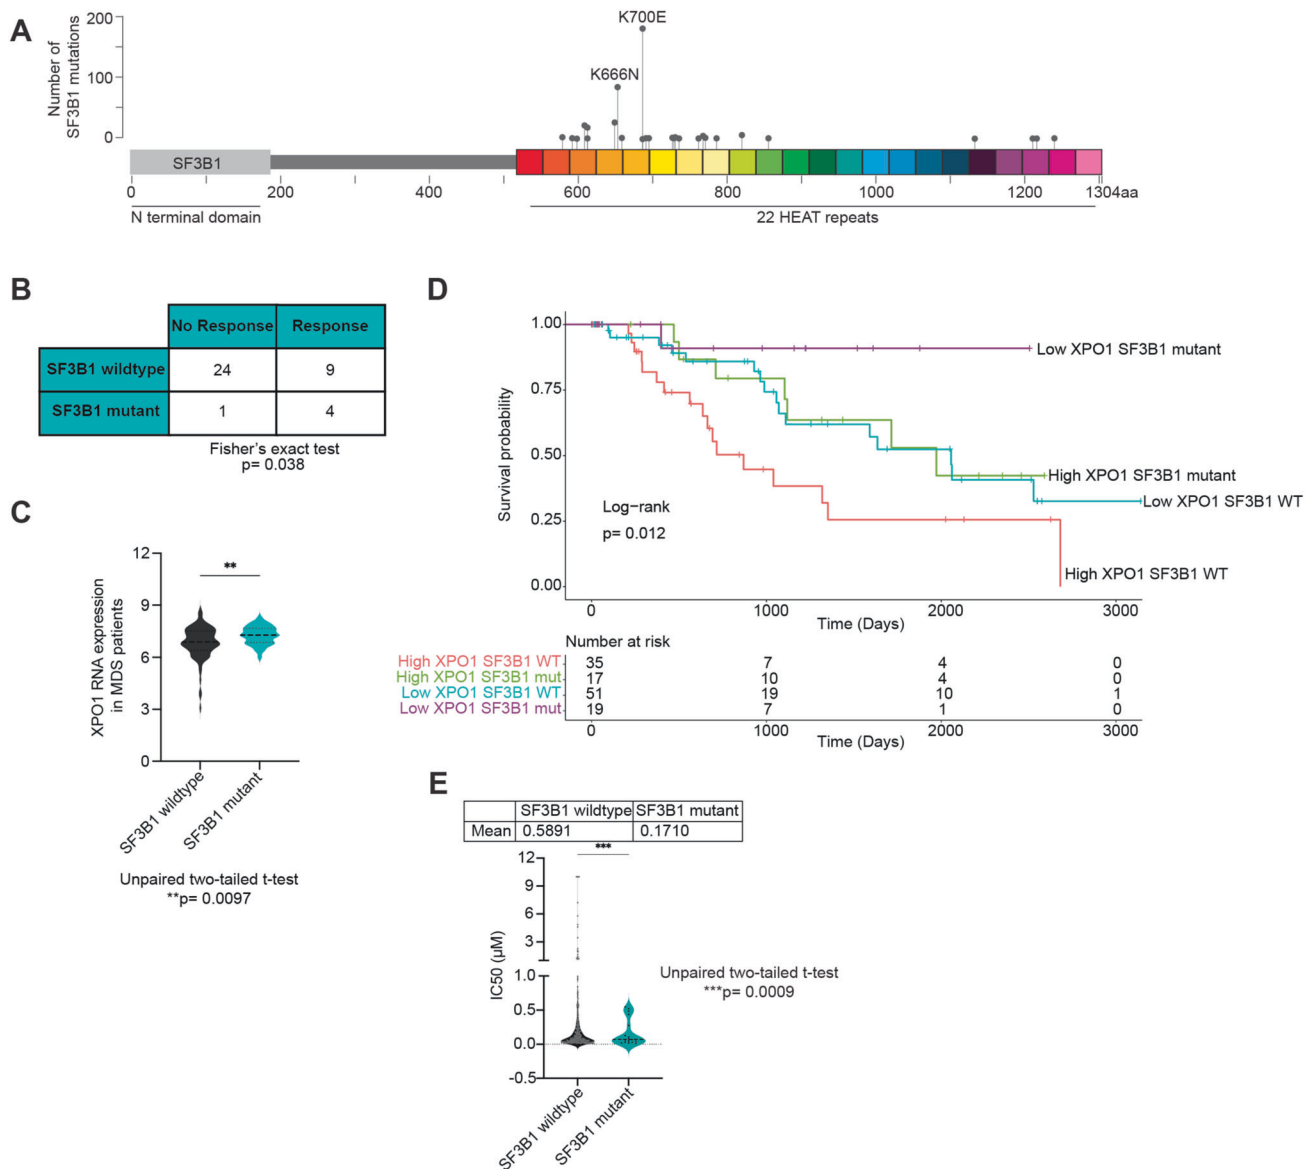 A
Number of
SF3B1 mutations
200
100
0
K700E
K666N
SF3B1
0 200 400 600 800 1000 1200 1304aa
N terminal domain
22 HEAT repeats
B
No Response Response
SF3B1 wildtype 24 9
SF3B1 mutant 1 4
Fisher's exact test
p= 0.038
C
XPO1 RNA expression
in MDS patients
12
9
6
3
0
**
SF3B1 wildtype
SF3B1 mutant
Unpaired two-tailed t-test
**p= 0.0097
D
Survival probability
1.00
0.75
0.50
0.25
0.00
Low XPO1 SF3B1 mutant
High XPO1 SF3B1 mutant
Low XPO1 SF3B1 WT
High XPO1 SF3B1 WT
Log-rank
p= 0.012
0 1000 2000 3000
Time (Days)
Number at risk
High XPO1 SF3B1 WT 35 7 4 0
High XPO1 SF3B1 mut 17 10 4 0
Low XPO1 SF3B1 WT 51 19 10 1
Low XPO1 SF3B1 mut 19 7 1 0
0 1000 2000 3000
Time (Days)
E
SF3B1 wildtype SF3B1 mutant
Mean 0.5891 0.1710
***
IC50 (µM)
12
9
6
3
1.0
0.5
0.0
-0.5
SF3B1 wildtype
SF3B1 mutant
Unpaired two-tailed t-test
***p= 0.0009